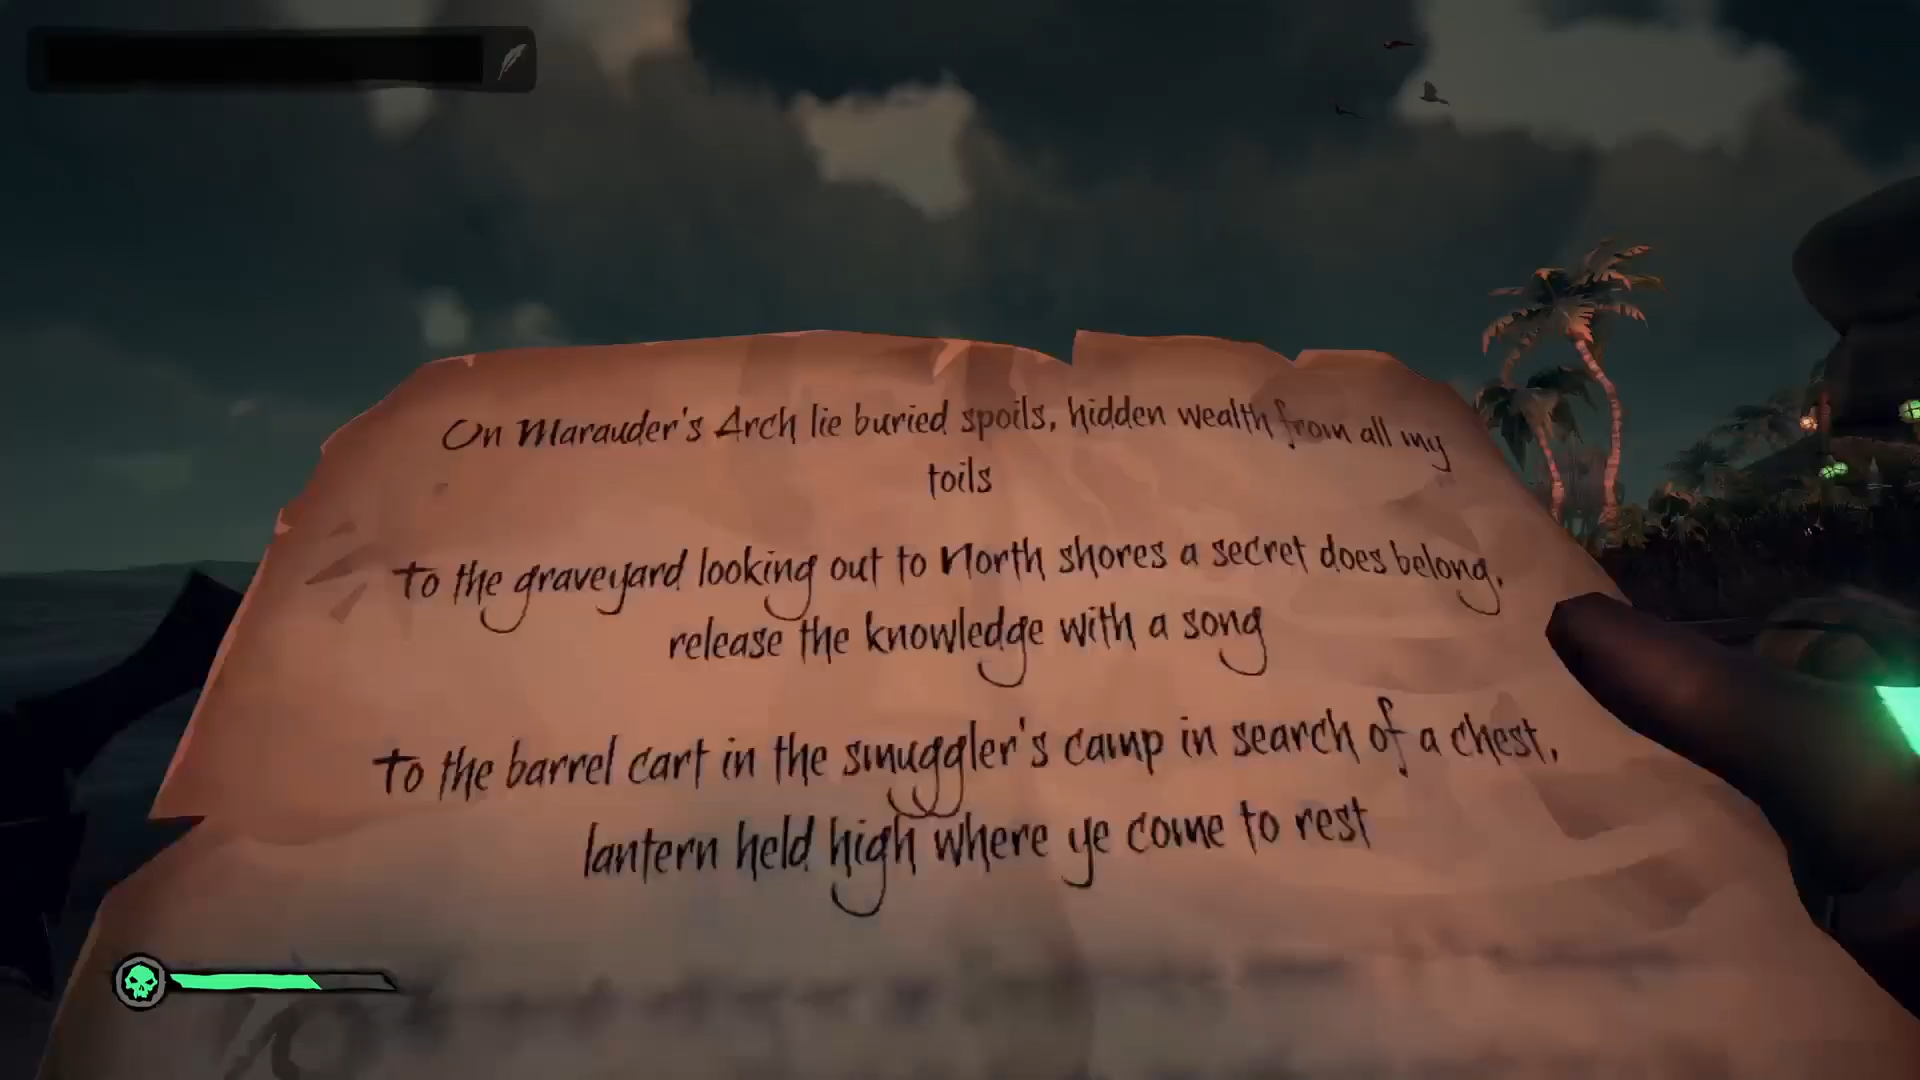 On Marauder's Arch lie buried spoils, hidden wealth from all my
toils
To the graveyard looking out to North shores a secret does belong,
release the knowledge with a song
To the barrel cart in the smuggler's camp in search of a chest,
lantern held high where ye come to rest